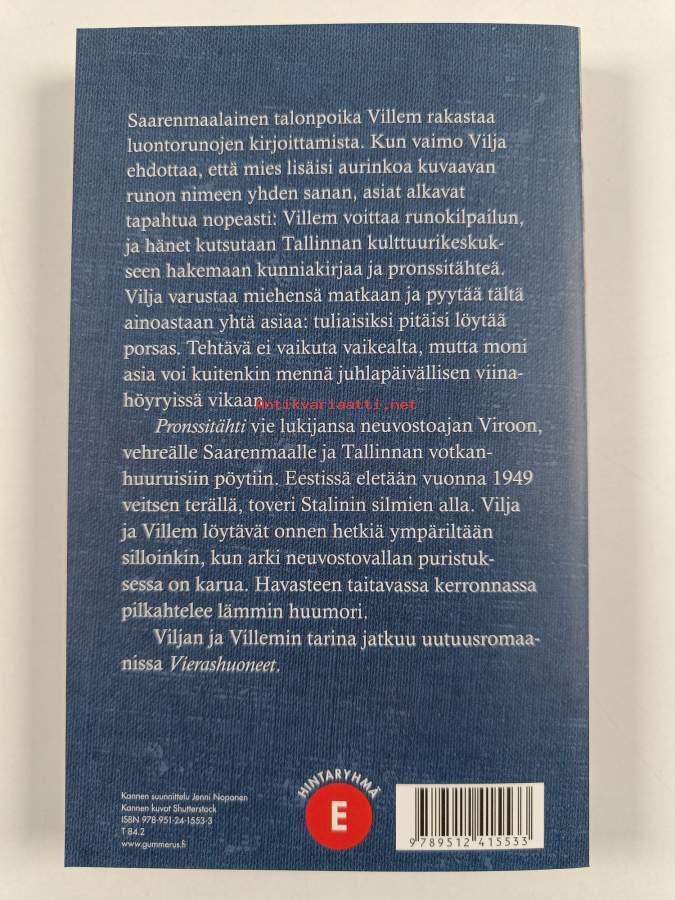 Saarenmaalainen talonpoika Villem rakastaa
luontorunojen kirjoittamista. Kun vaimo Vilja
ehdottaa, että mies lisäisi aurinkoa kuvaavan
runon nimeen yhden sanan, asiat alkavat
tapahtua nopeasti: Villem voittaa runokilpailun,
ja hänet kutsutaan Tallinnan kulttuurikeskuk-
seen hakemaan kunniakirjaa ja pronssitähteä.
Vilja varustaa miehensä matkaan ja pyytää tältä
ainoastaan yhtä asiaa: tuliaisiksi pitäisi löytää
porsas. Tehtävä ei vaikuta vaikealta, mutta moni
asia voi kuitenkin mennä juhlapäivällisen viina-
höyryissä vikaan.
Antikvariaatti.net
Pronssitähti vie lukijansa neuvostoajan Viroon,
vehreälle Saarenmaalle ja Tallinnan votkan-
huuruisiin pöytiin. Eestissä eletään vuonna 1949
veitsen terällä, toveri Stalinin silmien alla. Vilja
ja Villem löytävät onnen hetkiä ympäriltään
silloinkin, kun arki neuvostovallan puristuk-
sessa on karua. Havasteen taitavassa kerronnassa
pilkahtelee lämmin huumori.
Viljan ja Villemin tarina jatkuu uutuusromaa-
nissa Vierashuoneet.
Kannen suunnittelu Jenni Noponen
Kannen kuvat Shutterstock
ISBN 978-951-24-1553-3
T 84.2
www.gummerus.fi
HINTARYHMÄ
E
9 789512 415533